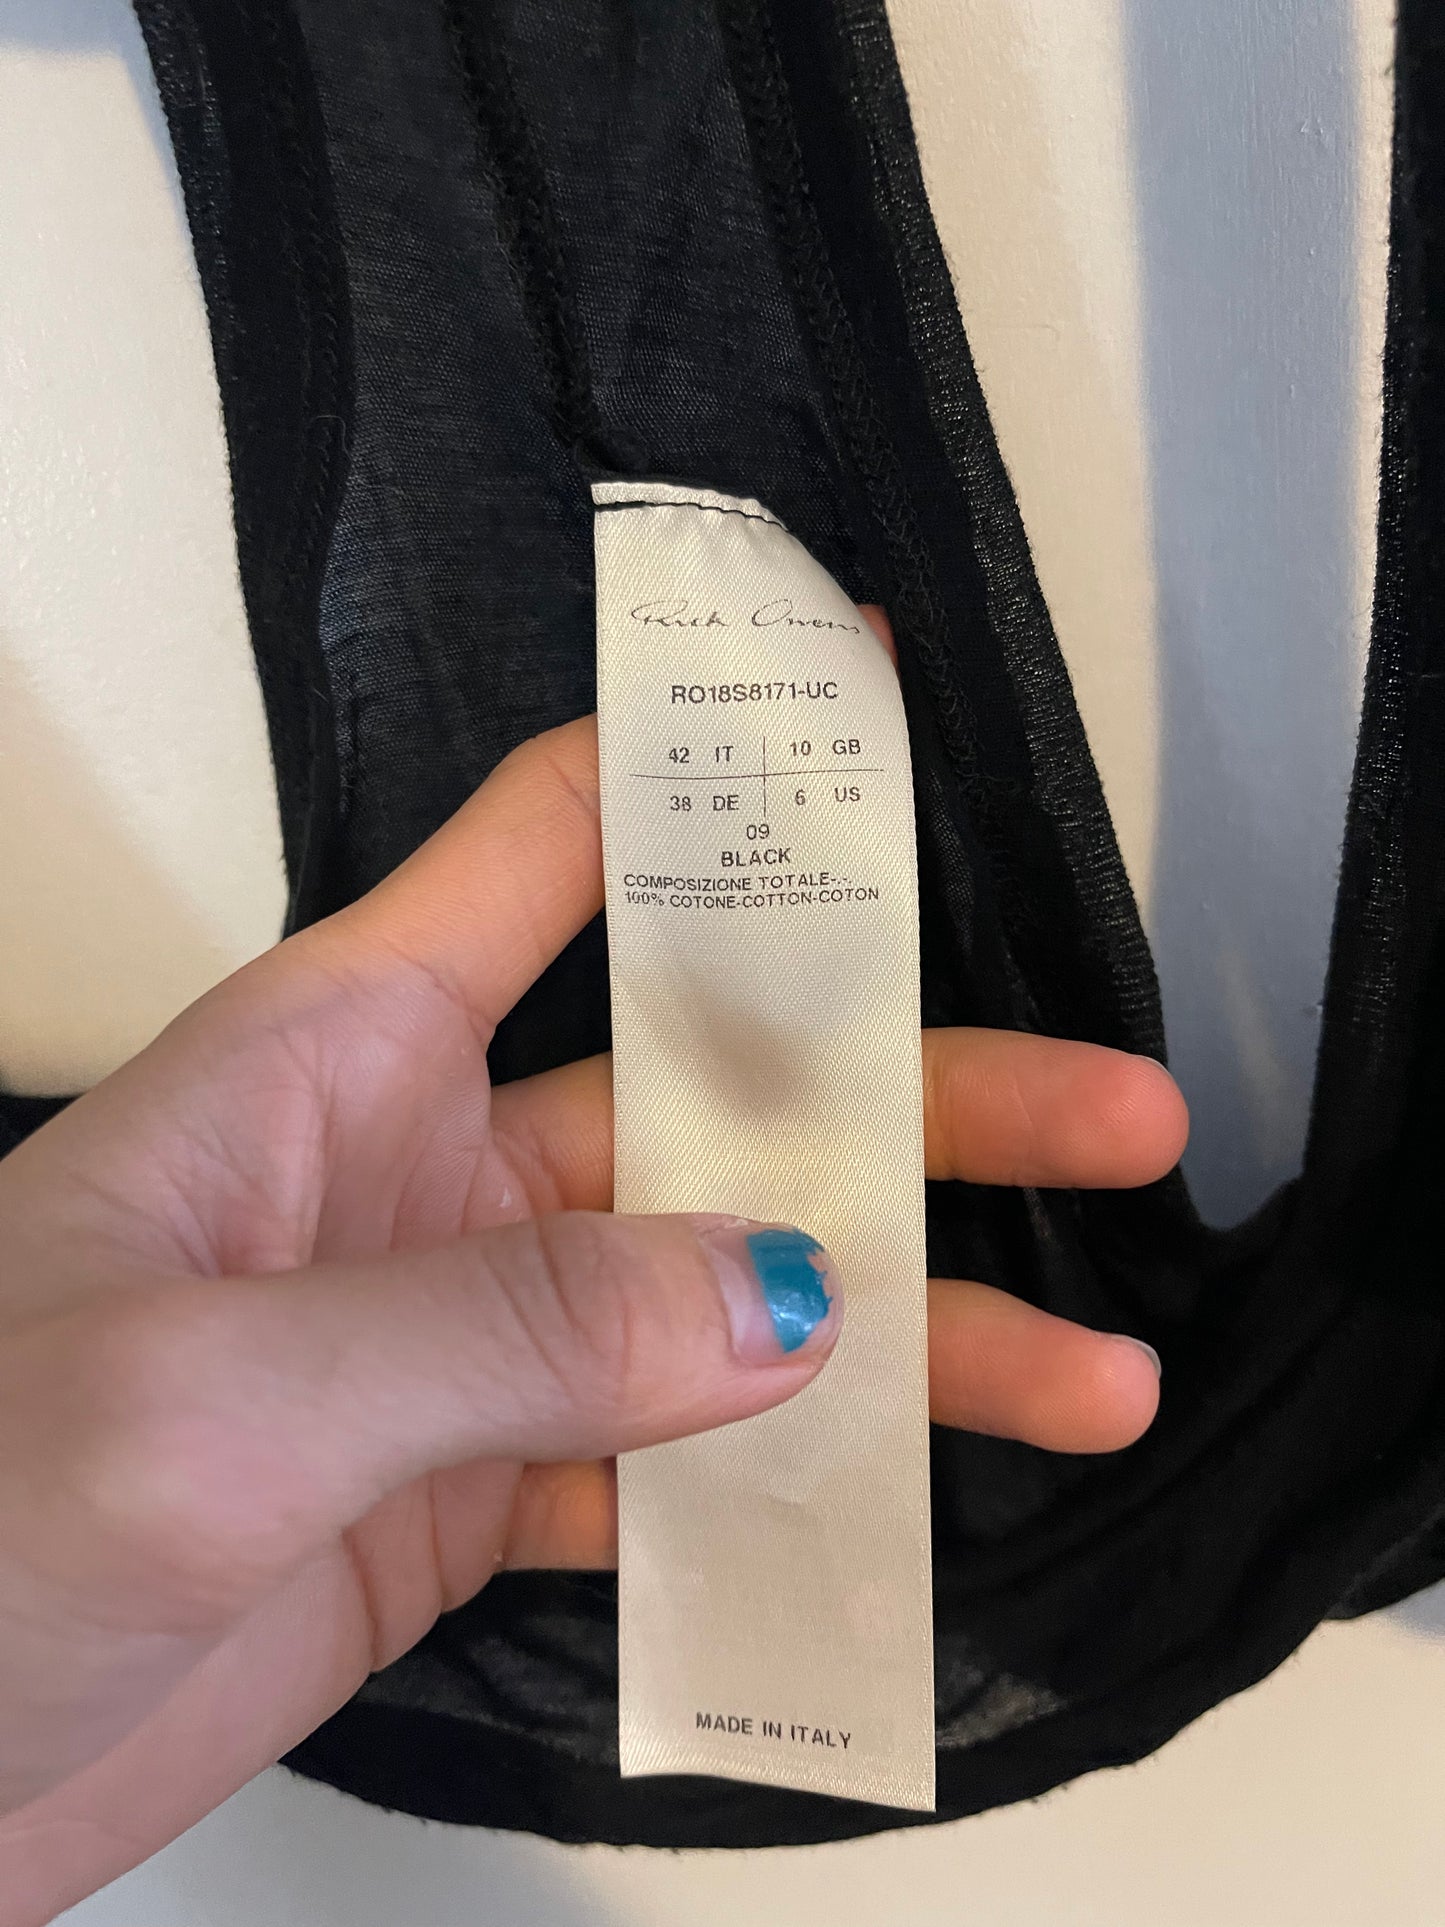 Rick Owens
RO18S8171-UC
42 IT 10 GB
38 DE 6 US
09
BLACK
COMPOSIZIONE TOTALE-.-.
100% COTONE-COTTON-COTON
MADE IN ITALY